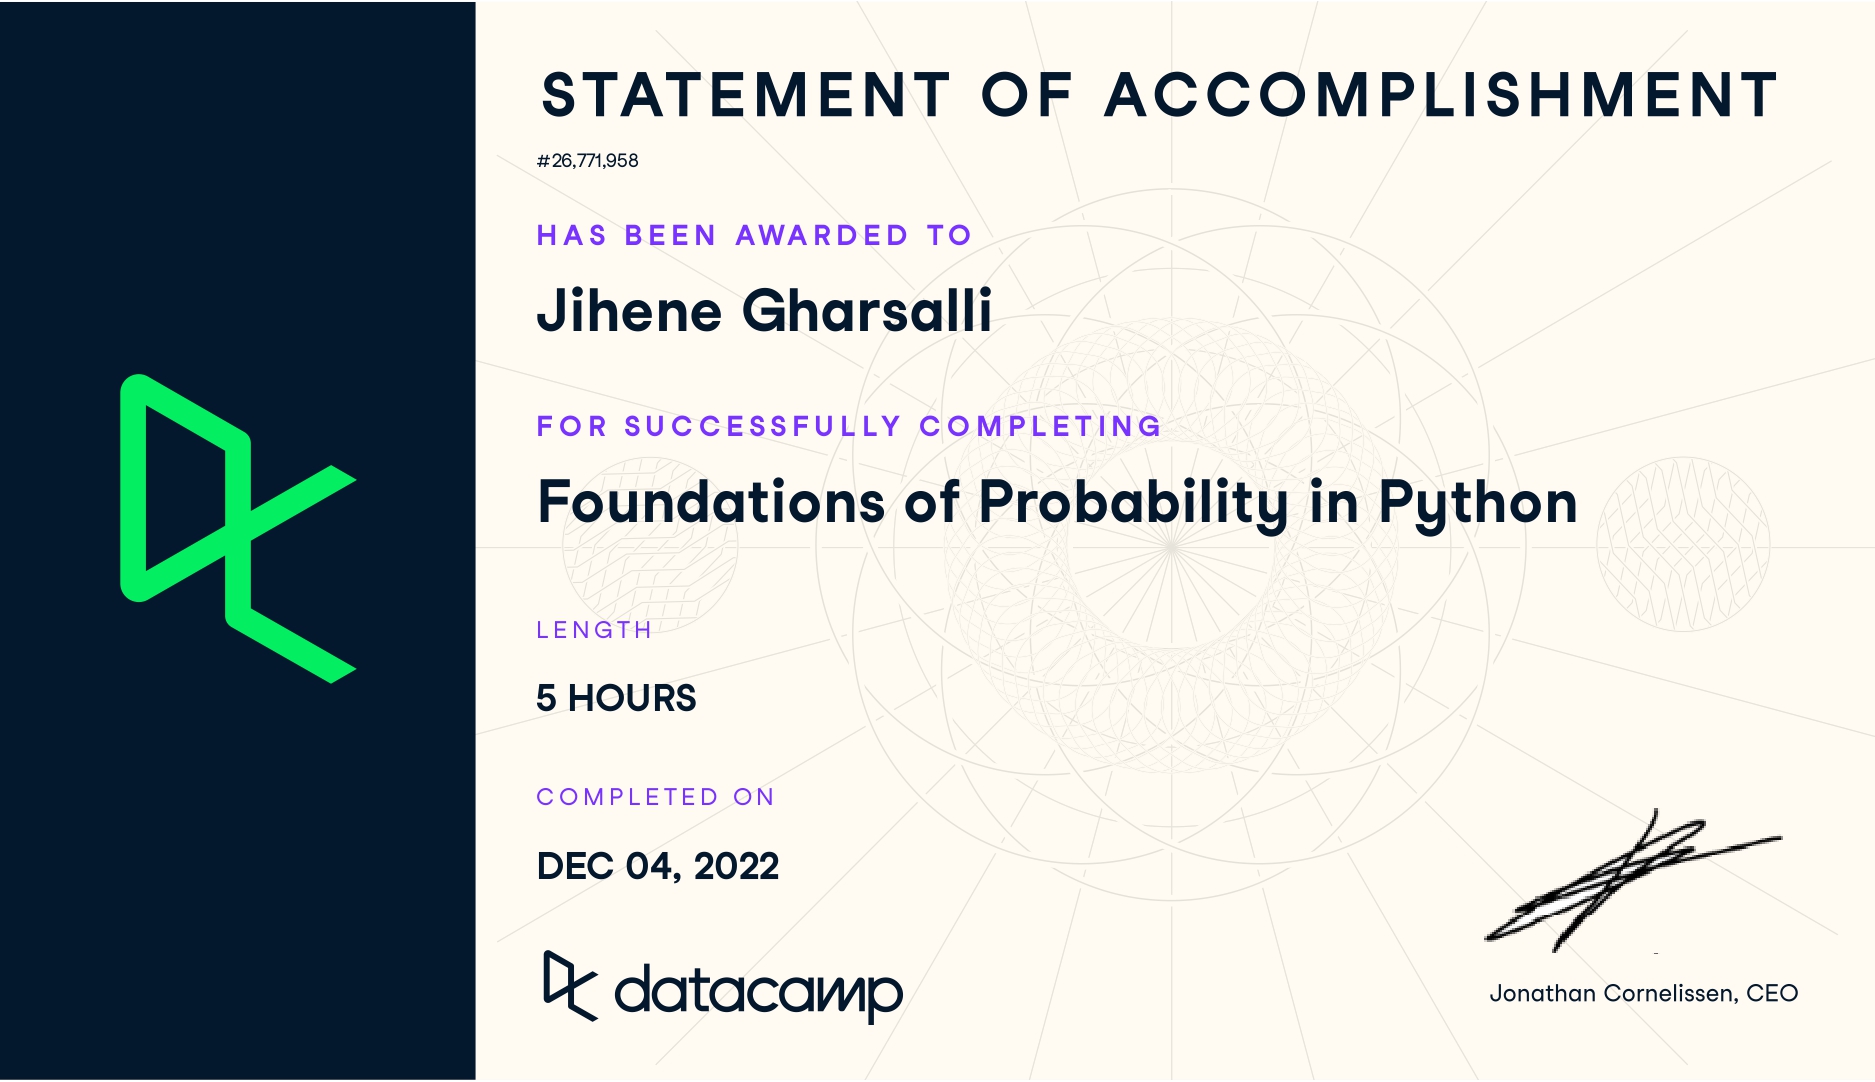 STATEMENT OF ACCOMPLISHMENT
#26,771,958
HAS BEEN AWARDED TO
Jihene Gharsalli
FOR SUCCESSFULLY COMPLETING
Foundations of Probability in Python
LENGTH
5 HOURS
COMPLETED ON
DEC 04, 2022
datacamp
Jonathan Cornelissen, CEO